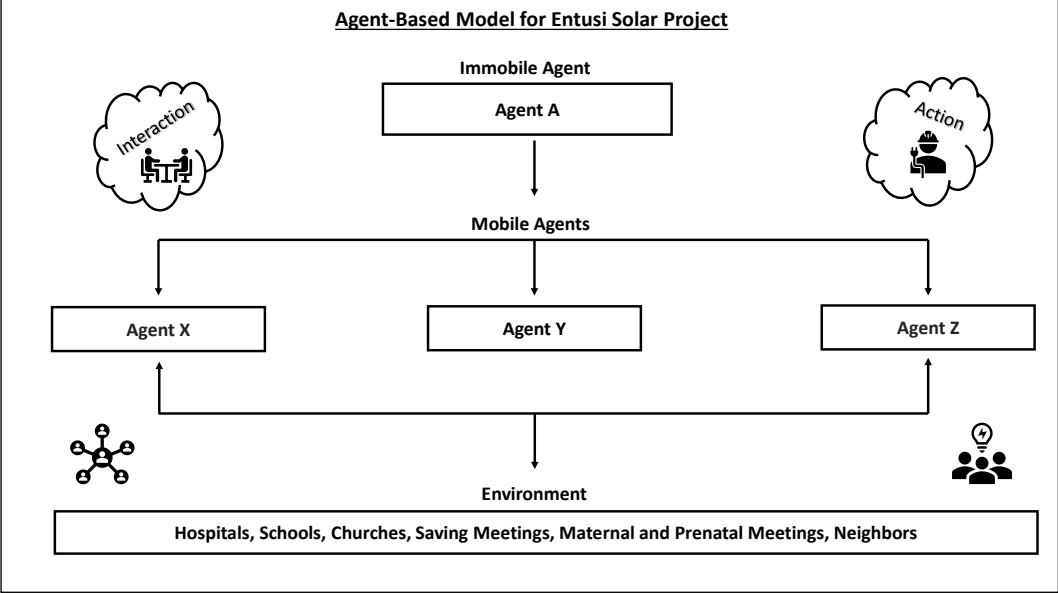 Agent-Based Model for Entusi Solar Project
Immobile Agent
Interaction
Agent A
Action
Mobile Agents
Agent X
Agent Y
Agent Z
Environment
Hospitals, Schools, Churches, Saving Meetings, Maternal and Prenatal Meetings, Neighbors